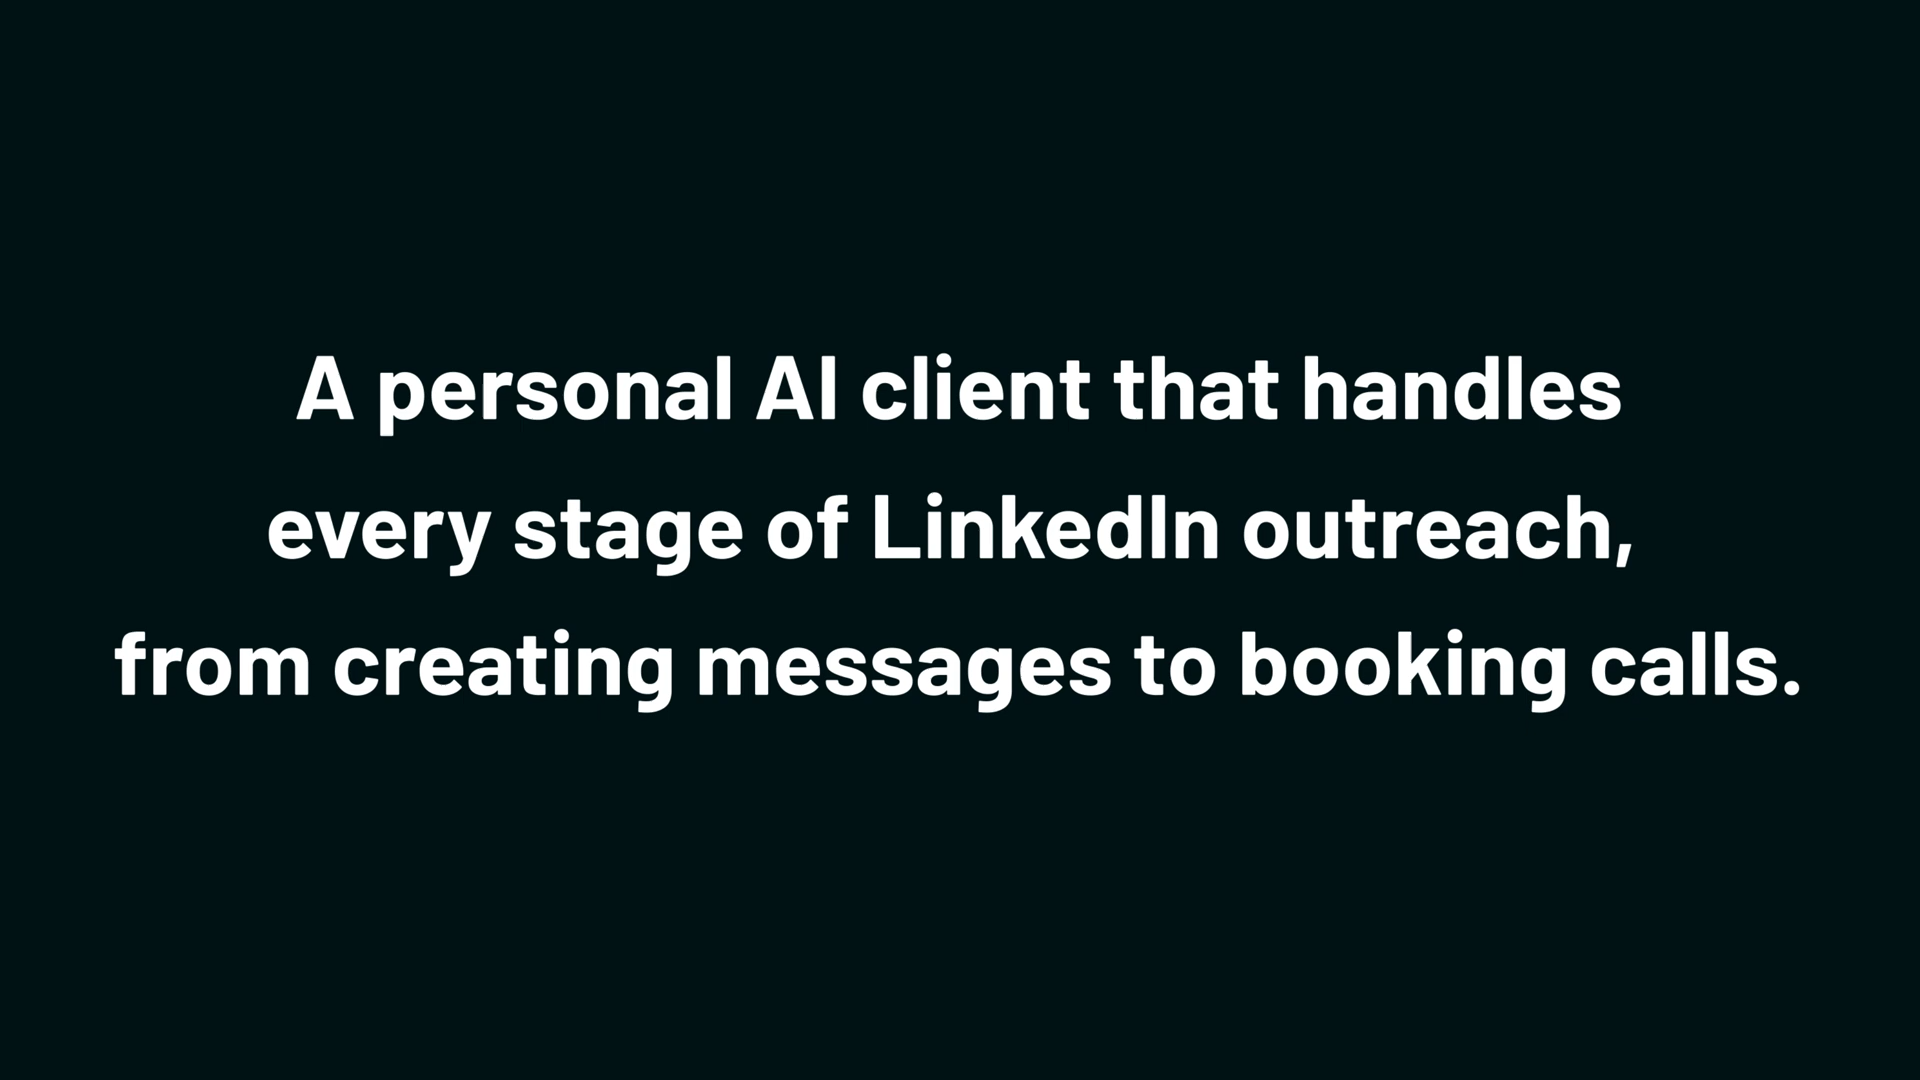 A personal AI client that handles
every stage of LinkedIn outreach,
from creating messages to booking calls.